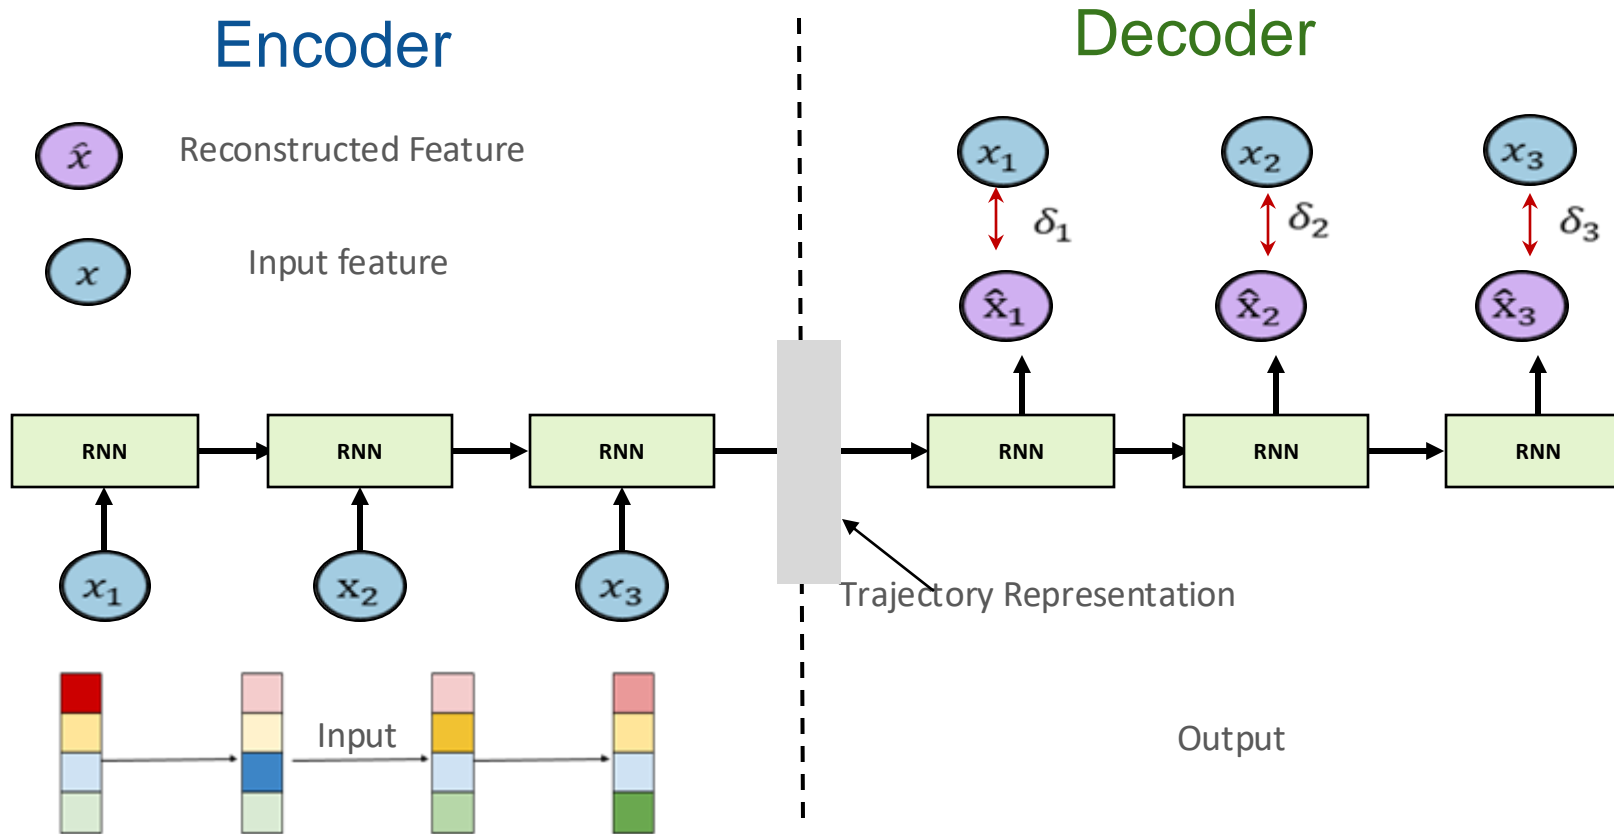 Encoder
Decoder
x̂ Reconstructed Feature
x Input feature
x₁ x₂ x₃
δ₁ δ₂ δ₃
x̂₁ x̂₂ x̂₃
RNN RNN RNN RNN RNN RNN
x₁ x₂ x₃
Trajectory Representation
Input
Output